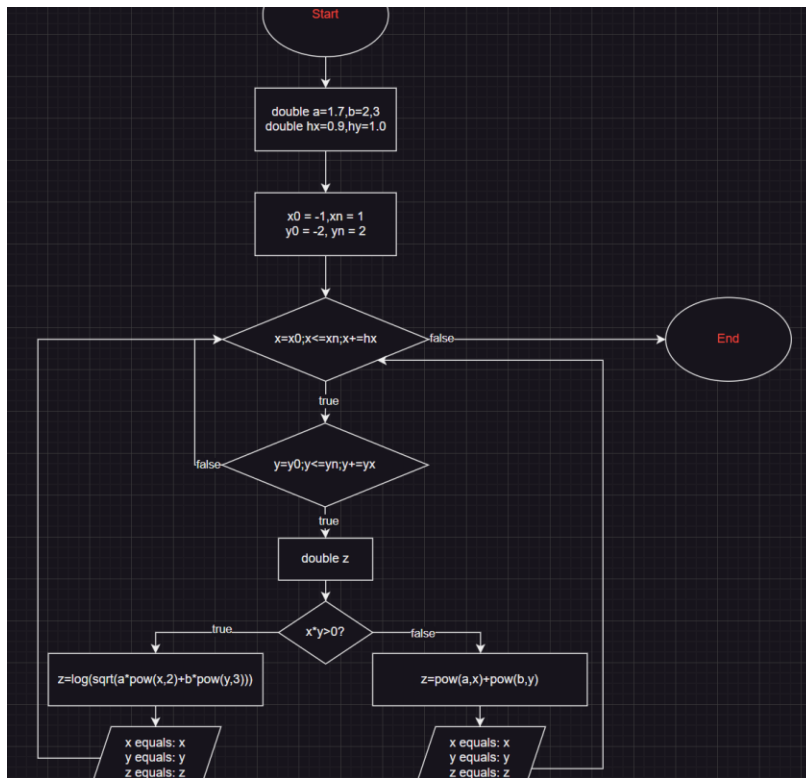 Start
double a=1.7,b=2,3
double hx=0.9,hy=1.0
x0 = -1,xn = 1
y0 = -2, yn = 2
x=x0;x<=xn;x+=hx
false
End
true
y=y0;y<=yn;y+=yx
false
true
double z
x*y>0?
true
false
z=log(sqrt(a*pow(x,2)+b*pow(y,3)))
z=pow(a,x)+pow(b,y)
x equals: x
y equals: y
z equals: z
x equals: x
y equals: y
z equals: z